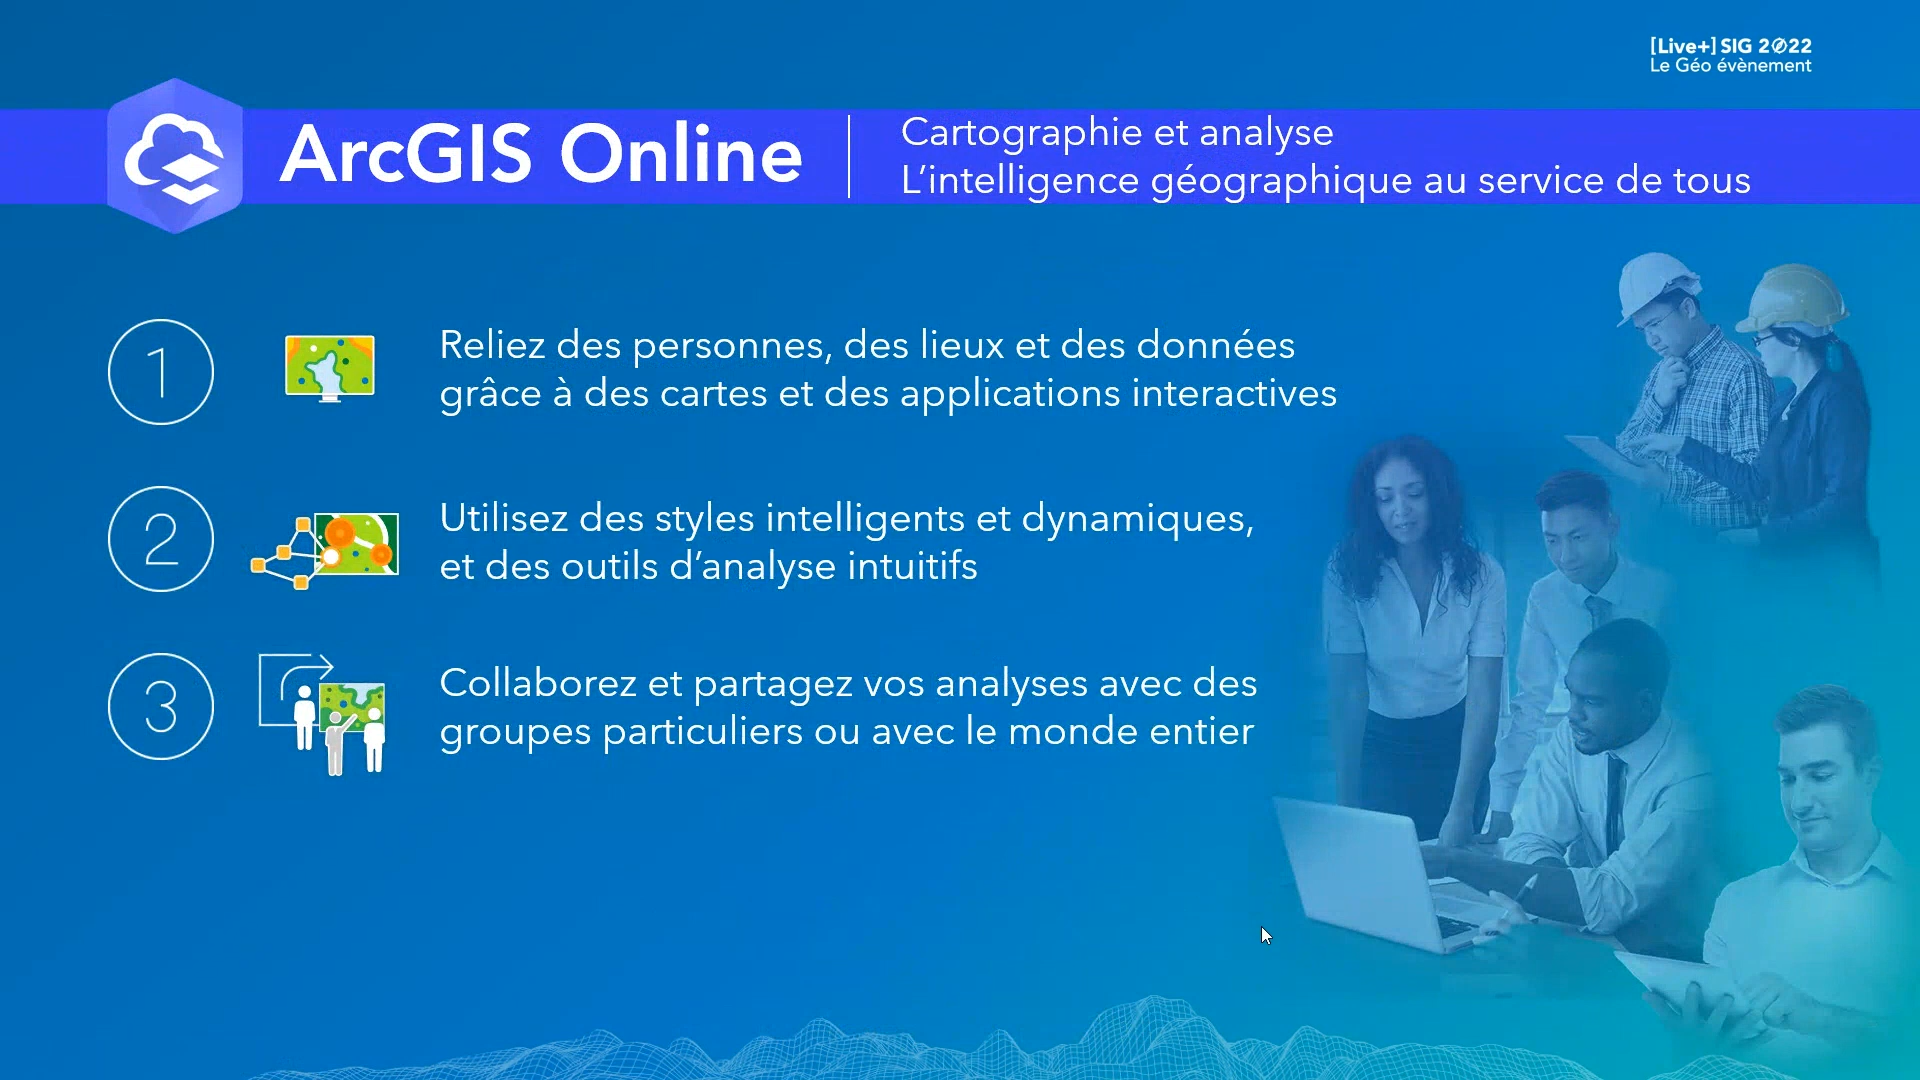 [Live+] SIG 2022
Le Géo évènement
ArcGIS Online
Cartographie et analyse
L’intelligence géographique au service de tous
1
Reliez des personnes, des lieux et des données
grâce à des cartes et des applications interactives
2
Utilisez des styles intelligents et dynamiques,
et des outils d’analyse intuitifs
3
Collaborez et partagez vos analyses avec des
groupes particuliers ou avec le monde entier